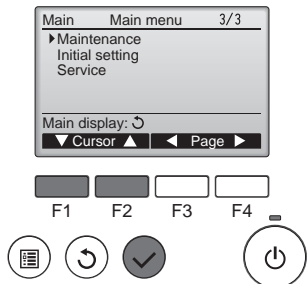 Main Main menu 3/3
Maintenance
Initial setting
Service
Main display:
Cursor Page
F1 F2 F3 F4